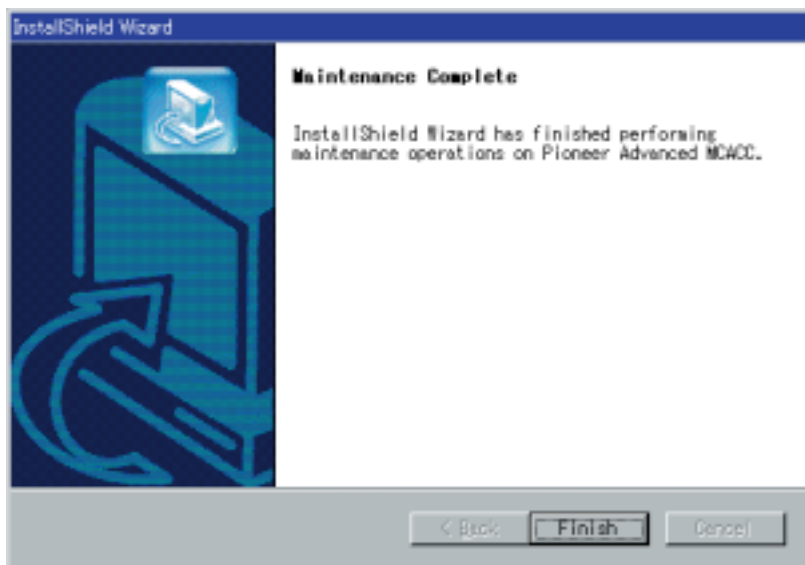 InstallShield Wizard
Maintenance Complete
InstallShield Wizard has finished performing
maintenance operations on Pioneer Advanced MCACC.
< Back
Finish
Cancel